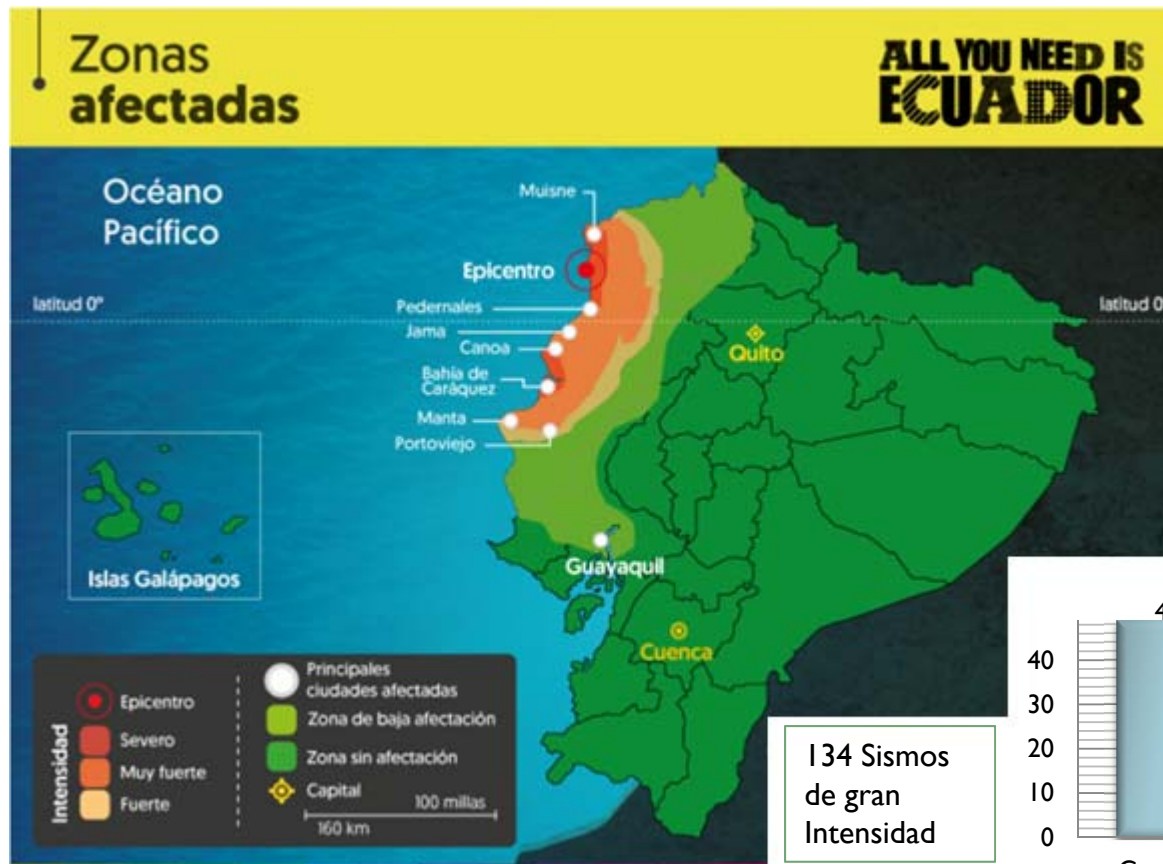 Zonas
afectadas
ALL YOU NEED IS
ECUADOR
Océano
Pacífico
Muisne
Epicentro
latitud 0°
latitud 0
Pedernales
Jama
Canoa
Quito
Bahía de
Caráquez
Manta
Portoviejo
Islas Galápagos
Guayaquil
Cuenca
Intensidad
Epicentro
Severo
Muy fuerte
Fuerte
Principales
ciudades afectadas
Zona de baja afectación
Zona sin afectación
Capital
100 millas
160 km
134 Sismos
de gran
Intensidad
4
40
30
20
10
0